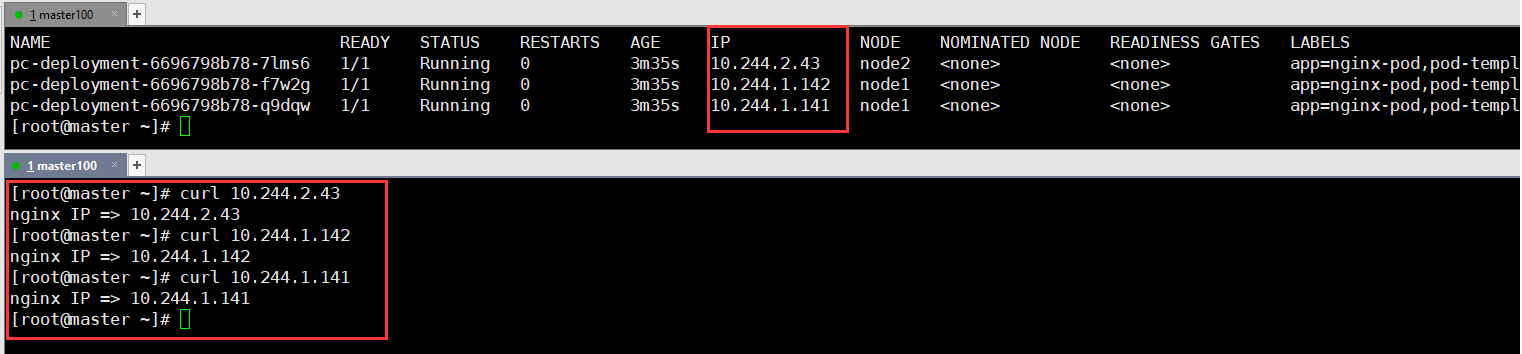 1 master100 × +
NAME READY STATUS RESTARTS AGE IP NODE NOMINATED NODE READINESS GATES LABELS
pc-deployment-6696798b78-7lms6 1/1 Running 0 3m35s 10.244.2.43 node2 <none> <none> app=nginx-pod,pod-templ
pc-deployment-6696798b78-f7w2g 1/1 Running 0 3m35s 10.244.1.142 node1 <none> <none> app=nginx-pod,pod-templ
pc-deployment-6696798b78-q9dqw 1/1 Running 0 3m35s 10.244.1.141 node1 <none> <none> app=nginx-pod,pod-templ
[root@master ~]#
1 master100 × +
[root@master ~]# curl 10.244.2.43
nginx IP => 10.244.2.43
[root@master ~]# curl 10.244.1.142
nginx IP => 10.244.1.142
[root@master ~]# curl 10.244.1.141
nginx IP => 10.244.1.141
[root@master ~]#